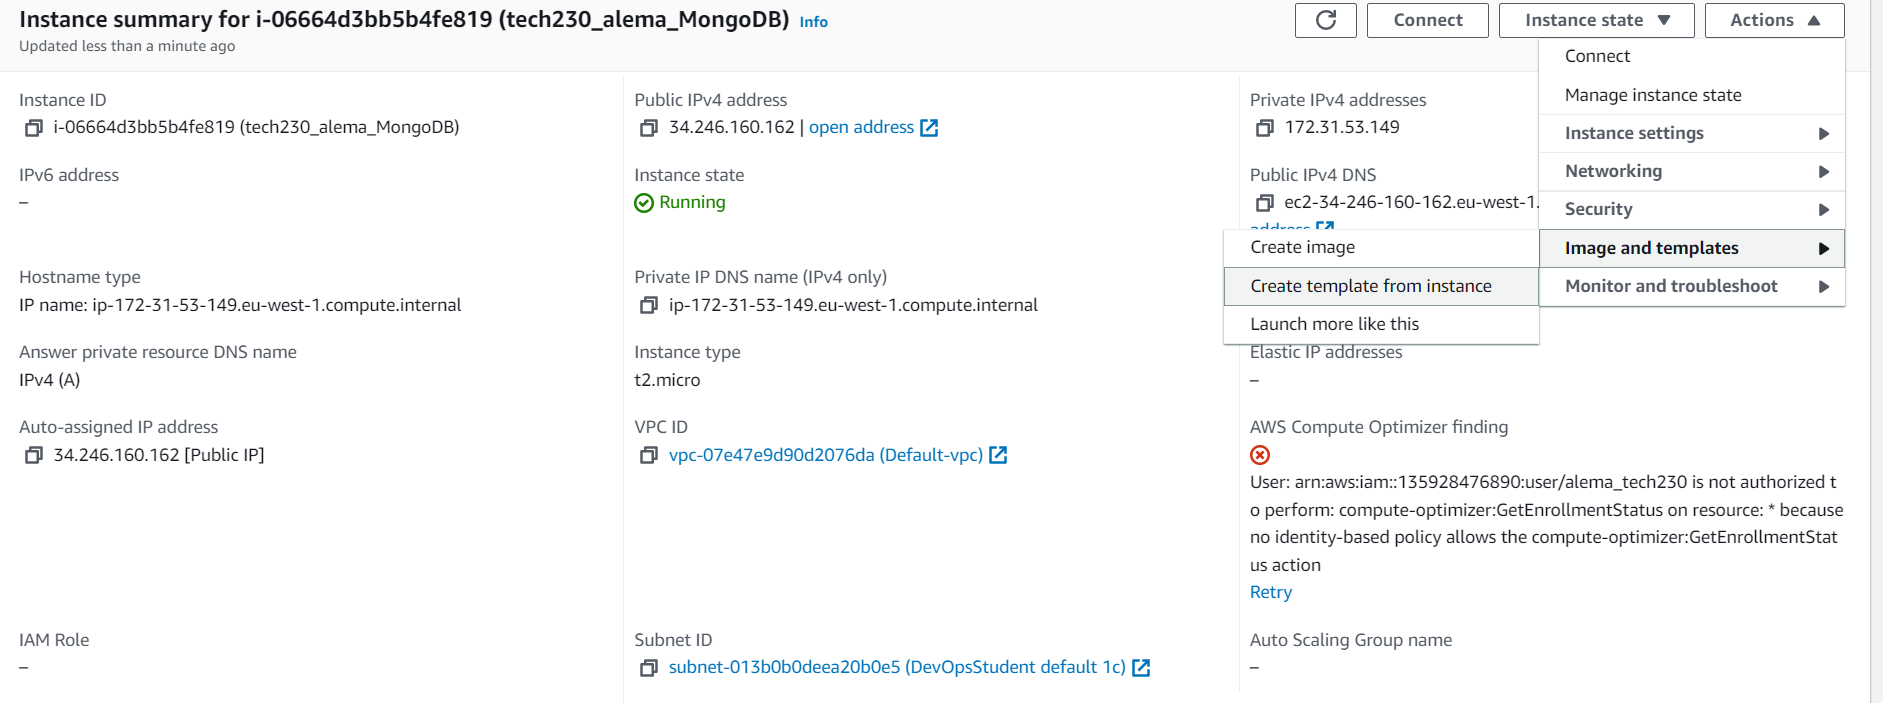 Instance summary for i-06664d3bb5b4fe819 (tech230_alema_MongoDB) Info
Updated less than a minute ago
Connect
Instance state
Actions
Connect
Manage instance state
Instance settings
Networking
Security
Image and templates
Monitor and troubleshoot
Create image
Create template from instance
Launch more like this
Instance ID
i-06664d3bb5b4fe819 (tech230_alema_MongoDB)
Public IPv4 address
34.246.160.162 | open address
Private IPv4 addresses
172.31.53.149
IPv6 address
–
Instance state
Running
Public IPv4 DNS
ec2-34-246-160-162.eu-west-1.
address
Hostname type
IP name: ip-172-31-53-149.eu-west-1.compute.internal
Private IP DNS name (IPv4 only)
ip-172-31-53-149.eu-west-1.compute.internal
Answer private resource DNS name
IPv4 (A)
Instance type
t2.micro
Elastic IP addresses
–
Auto-assigned IP address
34.246.160.162 [Public IP]
VPC ID
vpc-07e47e9d90d2076da (Default-vpc)
AWS Compute Optimizer finding
User: arn:aws:iam::135928476890:user/alema_tech230 is not authorized t
o perform: compute-optimizer:GetEnrollmentStatus on resource: * because
no identity-based policy allows the compute-optimizer:GetEnrollmentStat
us action
Retry
IAM Role
–
Subnet ID
subnet-013b0b0deea20b0e5 (DevOpsStudent default 1c)
Auto Scaling Group name
–